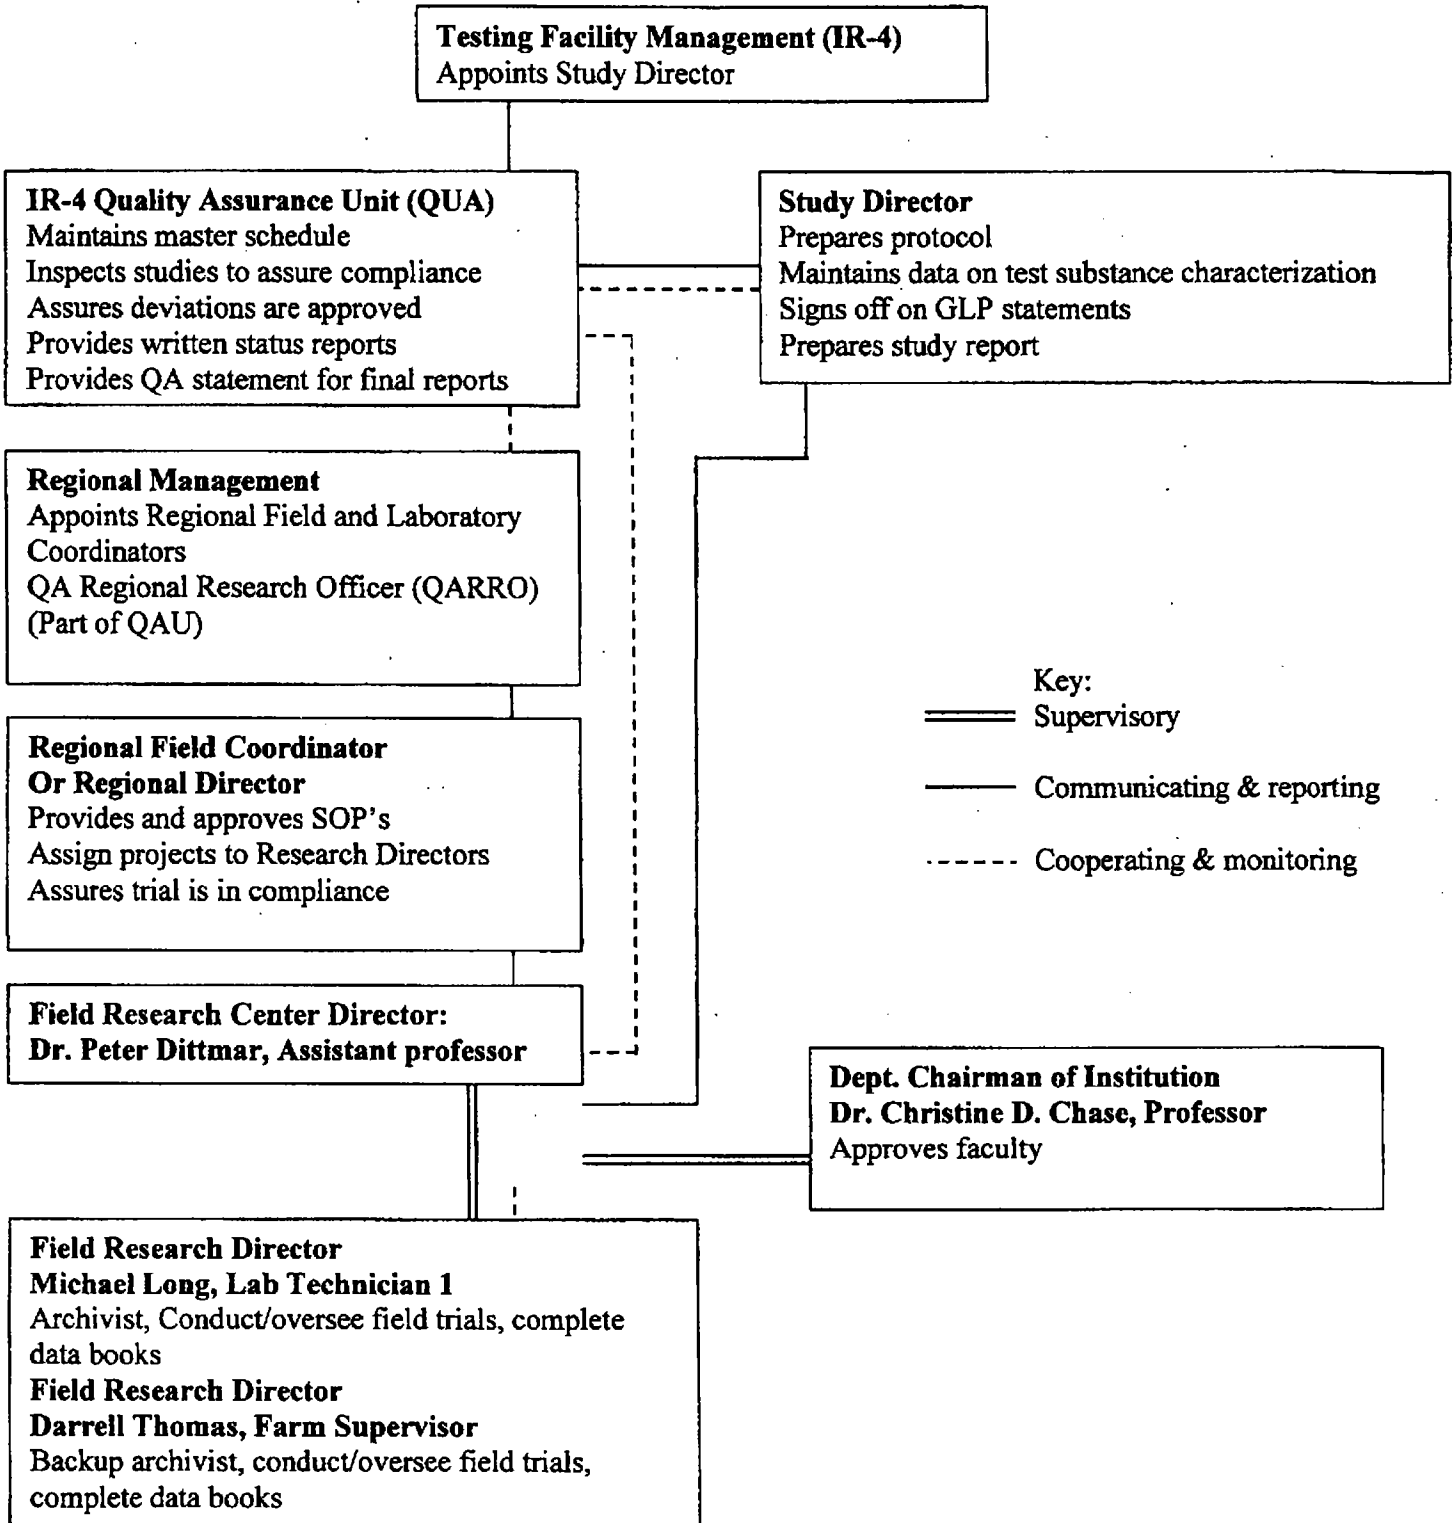 Testing Facility Management (IR-4)
Appoints Study Director
IR-4 Quality Assurance Unit (QUA)
Maintains master schedule
Inspects studies to assure compliance
Assures deviations are approved
Provides written status reports
Provides QA statement for final reports
Study Director
Prepares protocol
Maintains data on test substance characterization
Signs off on GLP statements
Prepares study report
Regional Management
Appoints Regional Field and Laboratory
Coordinators
QA Regional Research Officer (QARRO)
(Part of QAU)
Key:
Supervisory
Communicating & reporting
Cooperating & monitoring
Regional Field Coordinator
Or Regional Director
Provides and approves SOP's
Assign projects to Research Directors
Assures trial is in compliance
Field Research Center Director:
Dr. Peter Dittmar, Assistant professor
Dept. Chairman of Institution
Dr. Christine D. Chase, Professor
Approves faculty
Field Research Director
Michael Long, Lab Technician 1
Archivist, Conduct/oversee field trials, complete
data books
Field Research Director
Darrell Thomas, Farm Supervisor
Backup archivist, conduct/oversee field trials,
complete data books